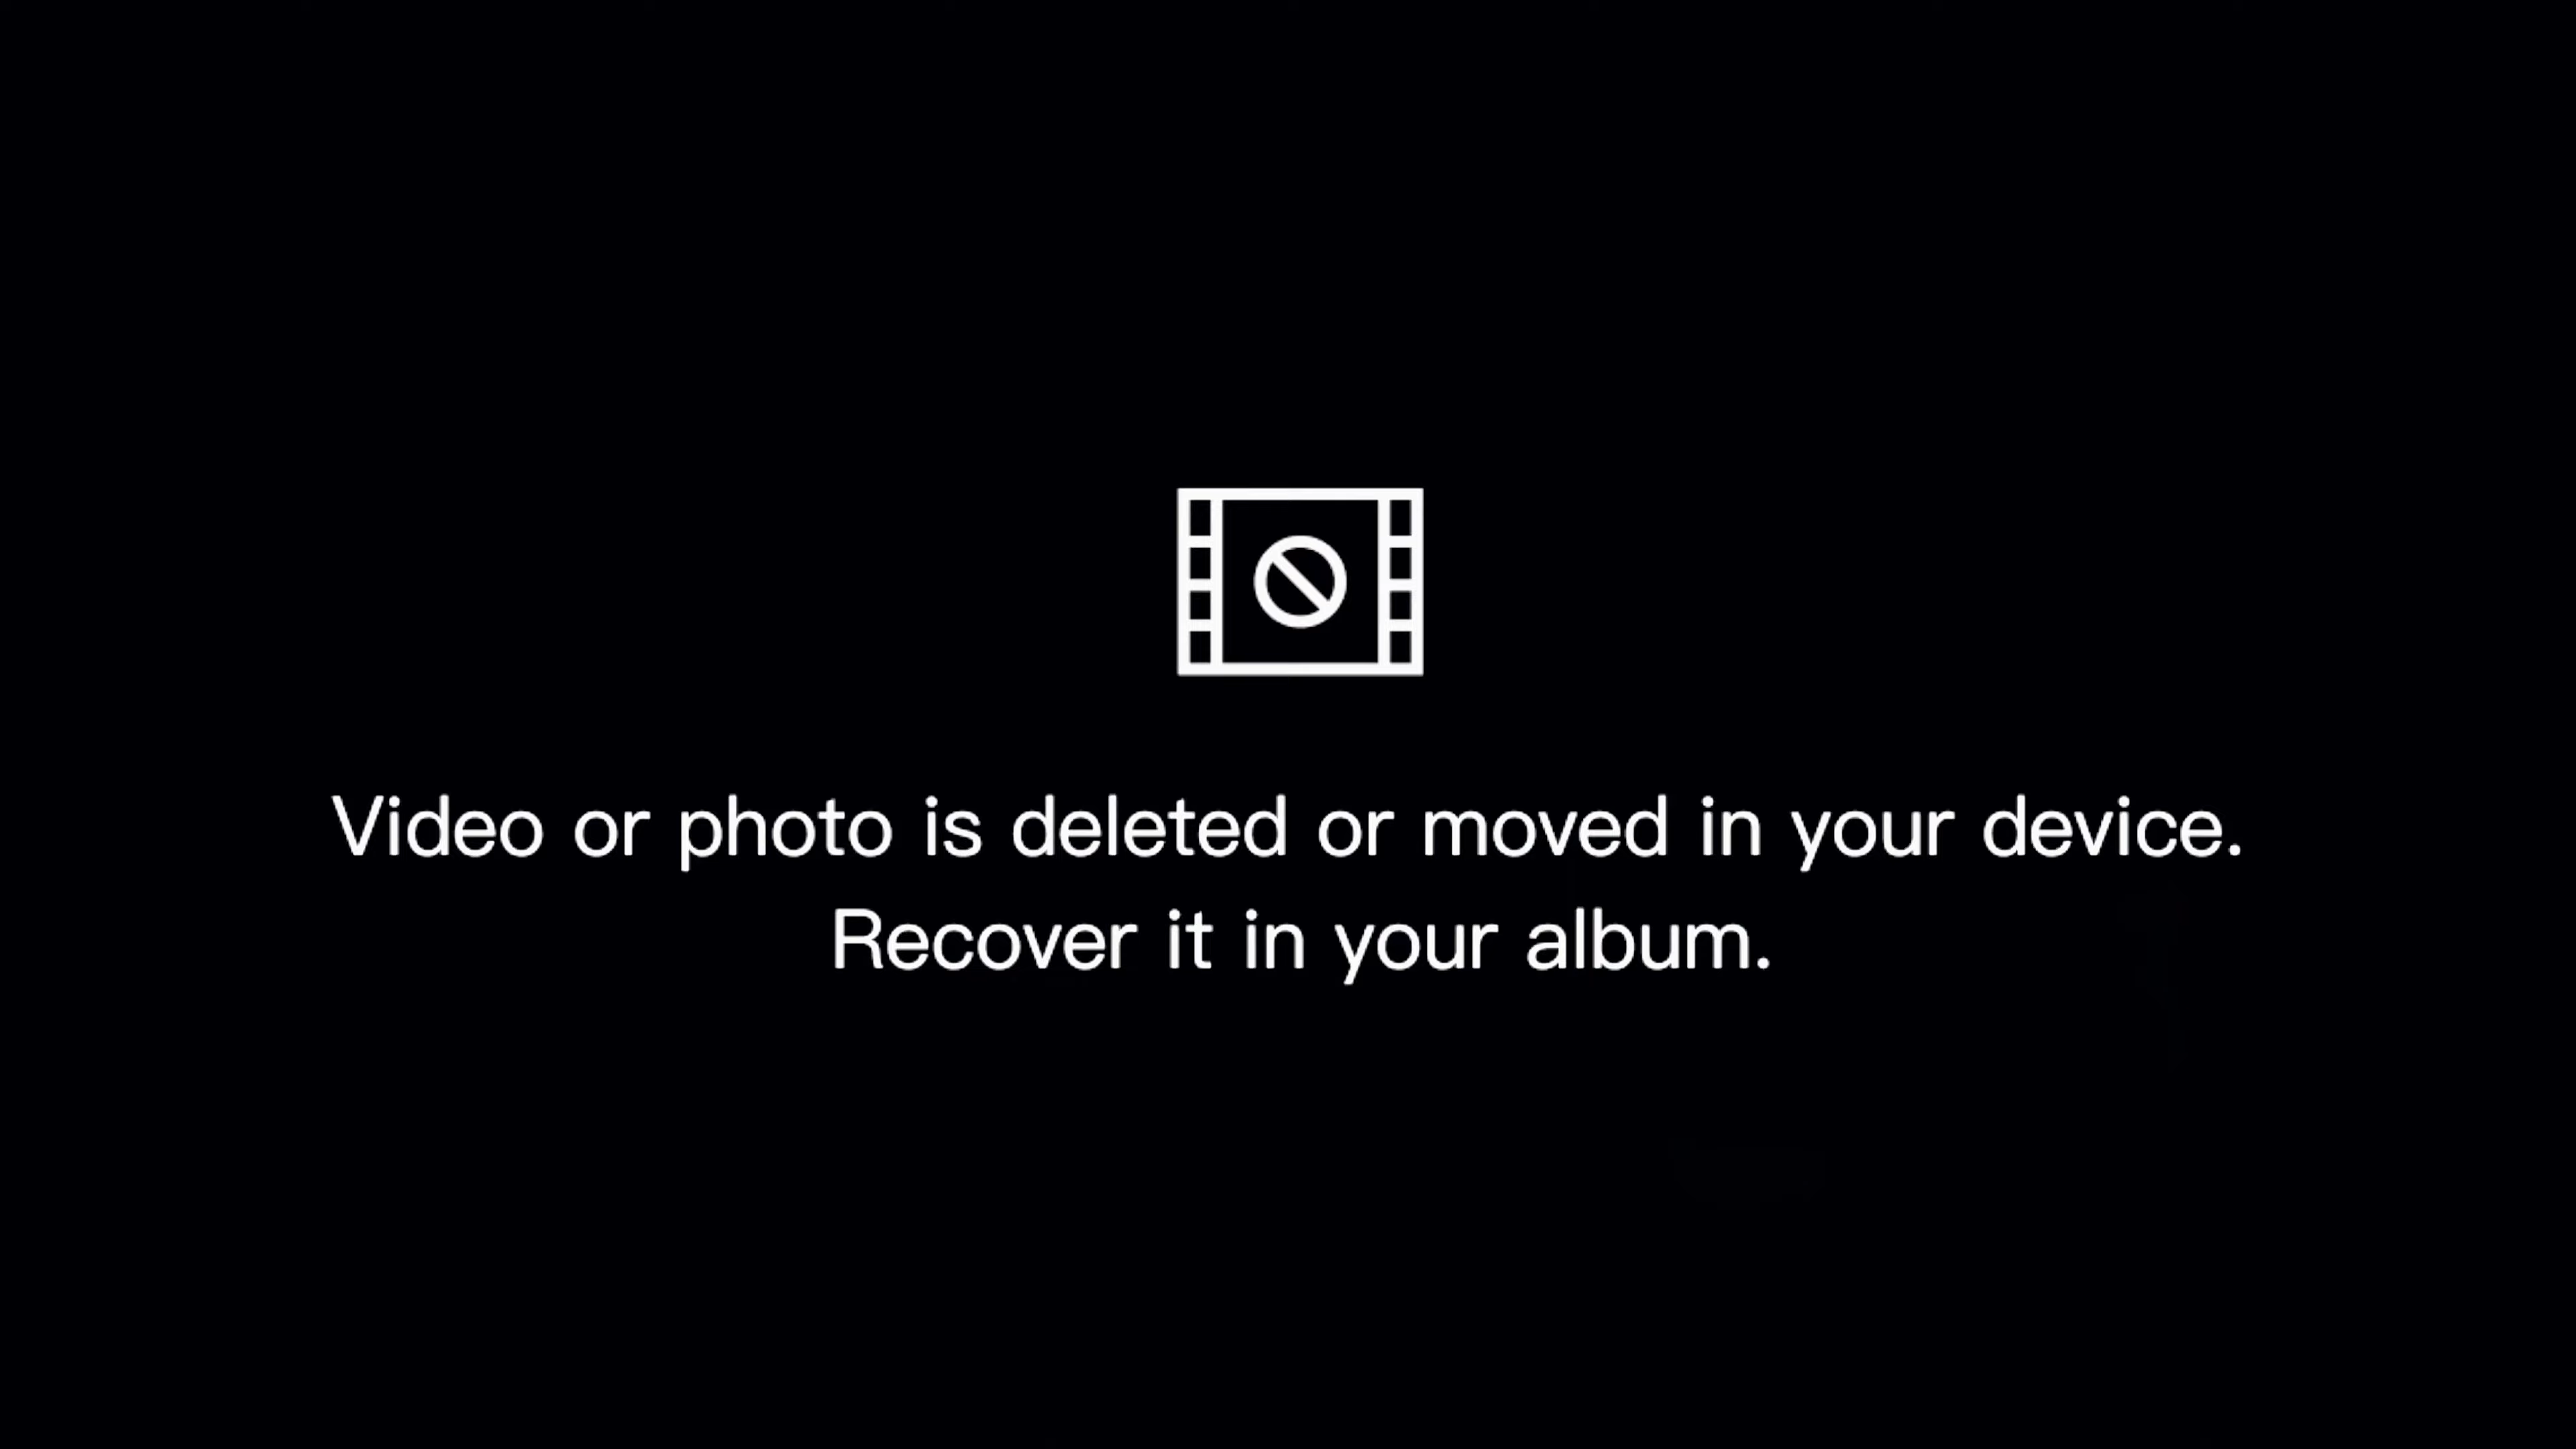 Video or photo is deleted or moved in your device.
Recover it in your album.